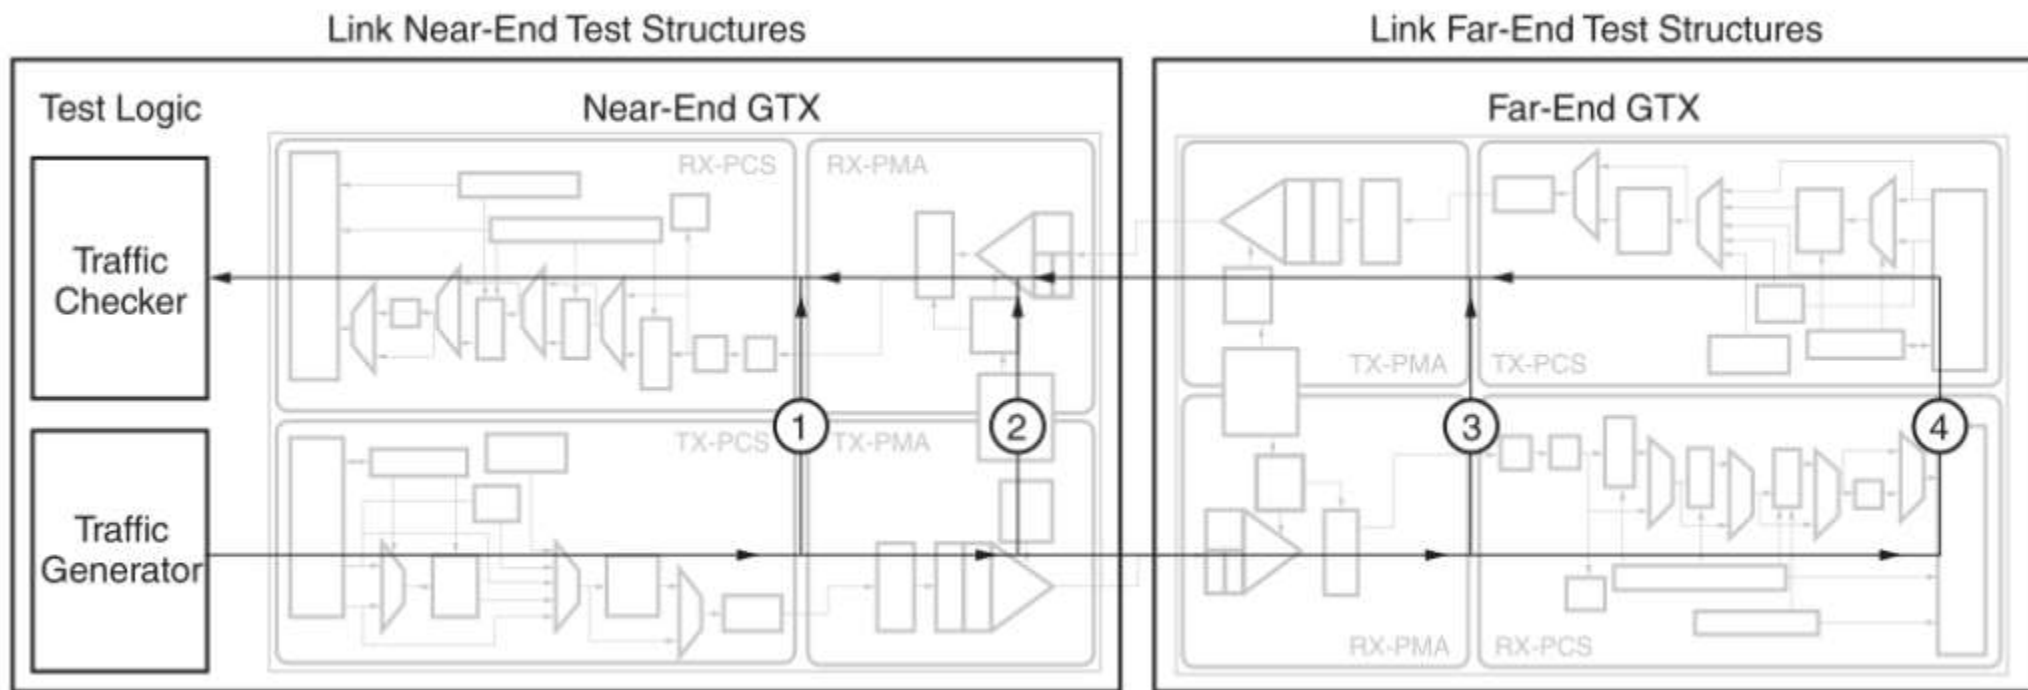 Link Near-End Test Structures
Link Far-End Test Structures
Test Logic
Near-End GTX
Far-End GTX
RX-PCS
RX-PMA
Traffic
Checker
TX-PMA
TX-PCS
1
2
3
4
TX-PCS
TX-PMA
Traffic
Generator
RX-PMA
RX-PCS